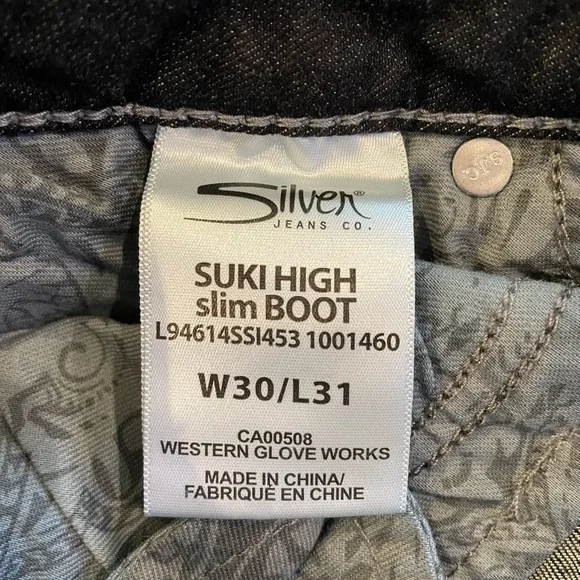 Silver®
JEANS CO.
SJC
SUKI HIGH
slim BOOT
L94614SSI453 1001460
W30/L31
CA00508
WESTERN GLOVE WORKS
MADE IN CHINA/
FABRIQUÉ EN CHINE